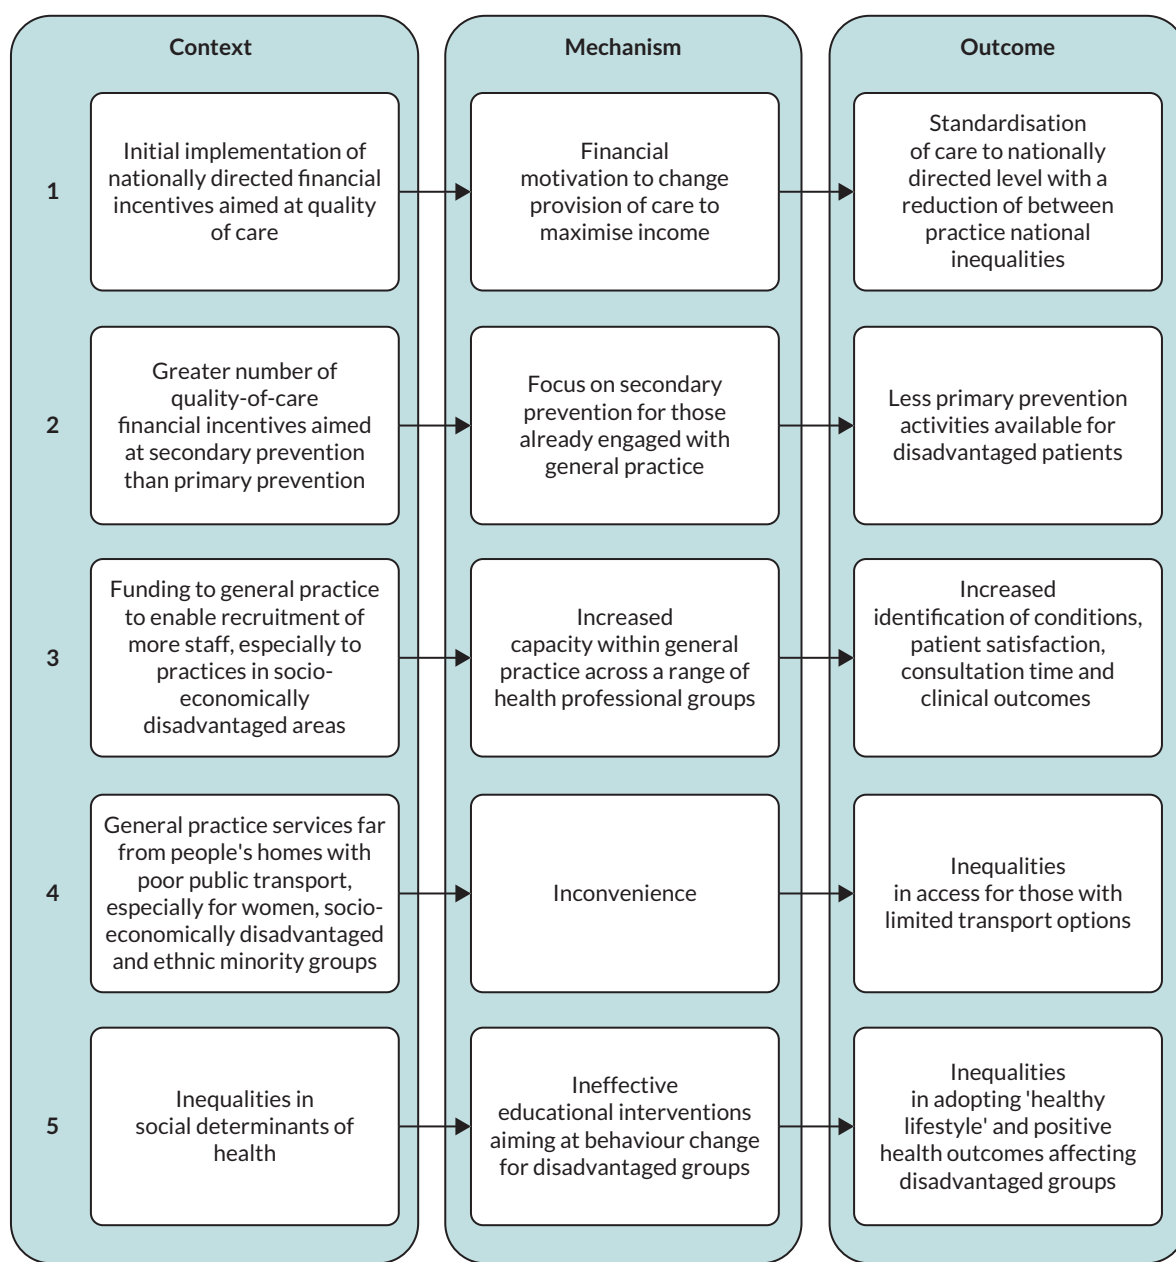 Context
Mechanism
Outcome
1
Initial implementation of
nationally directed financial
incentives aimed at quality
of care
Financial
motivation to change
provision of care to
maximise income
Standardisation
of care to nationally
directed level with a
reduction of between
practice national
inequalities
2
Greater number of
quality-of-care
financial incentives aimed
at secondary prevention
than primary prevention
Focus on secondary
prevention for those
already engaged with
general practice
Less primary prevention
activities available for
disadvantaged patients
3
Funding to general practice
to enable recruitment of
more staff, especially to
practices in socio-
economically
disadvantaged areas
Increased
capacity within general
practice across a range of
health professional groups
Increased
identification of conditions,
patient satisfaction,
consultation time and
clinical outcomes
4
General practice services far
from people's homes with
poor public transport,
especially for women, socio-
economically disadvantaged
and ethnic minority groups
Inconvenience
Inequalities
in access for those with
limited transport options
5
Inequalities in
social determinants of
health
Ineffective
educational interventions
aiming at behaviour change
for disadvantaged groups
Inequalities
in adopting 'healthy
lifestyle' and positive
health outcomes affecting
disadvantaged groups